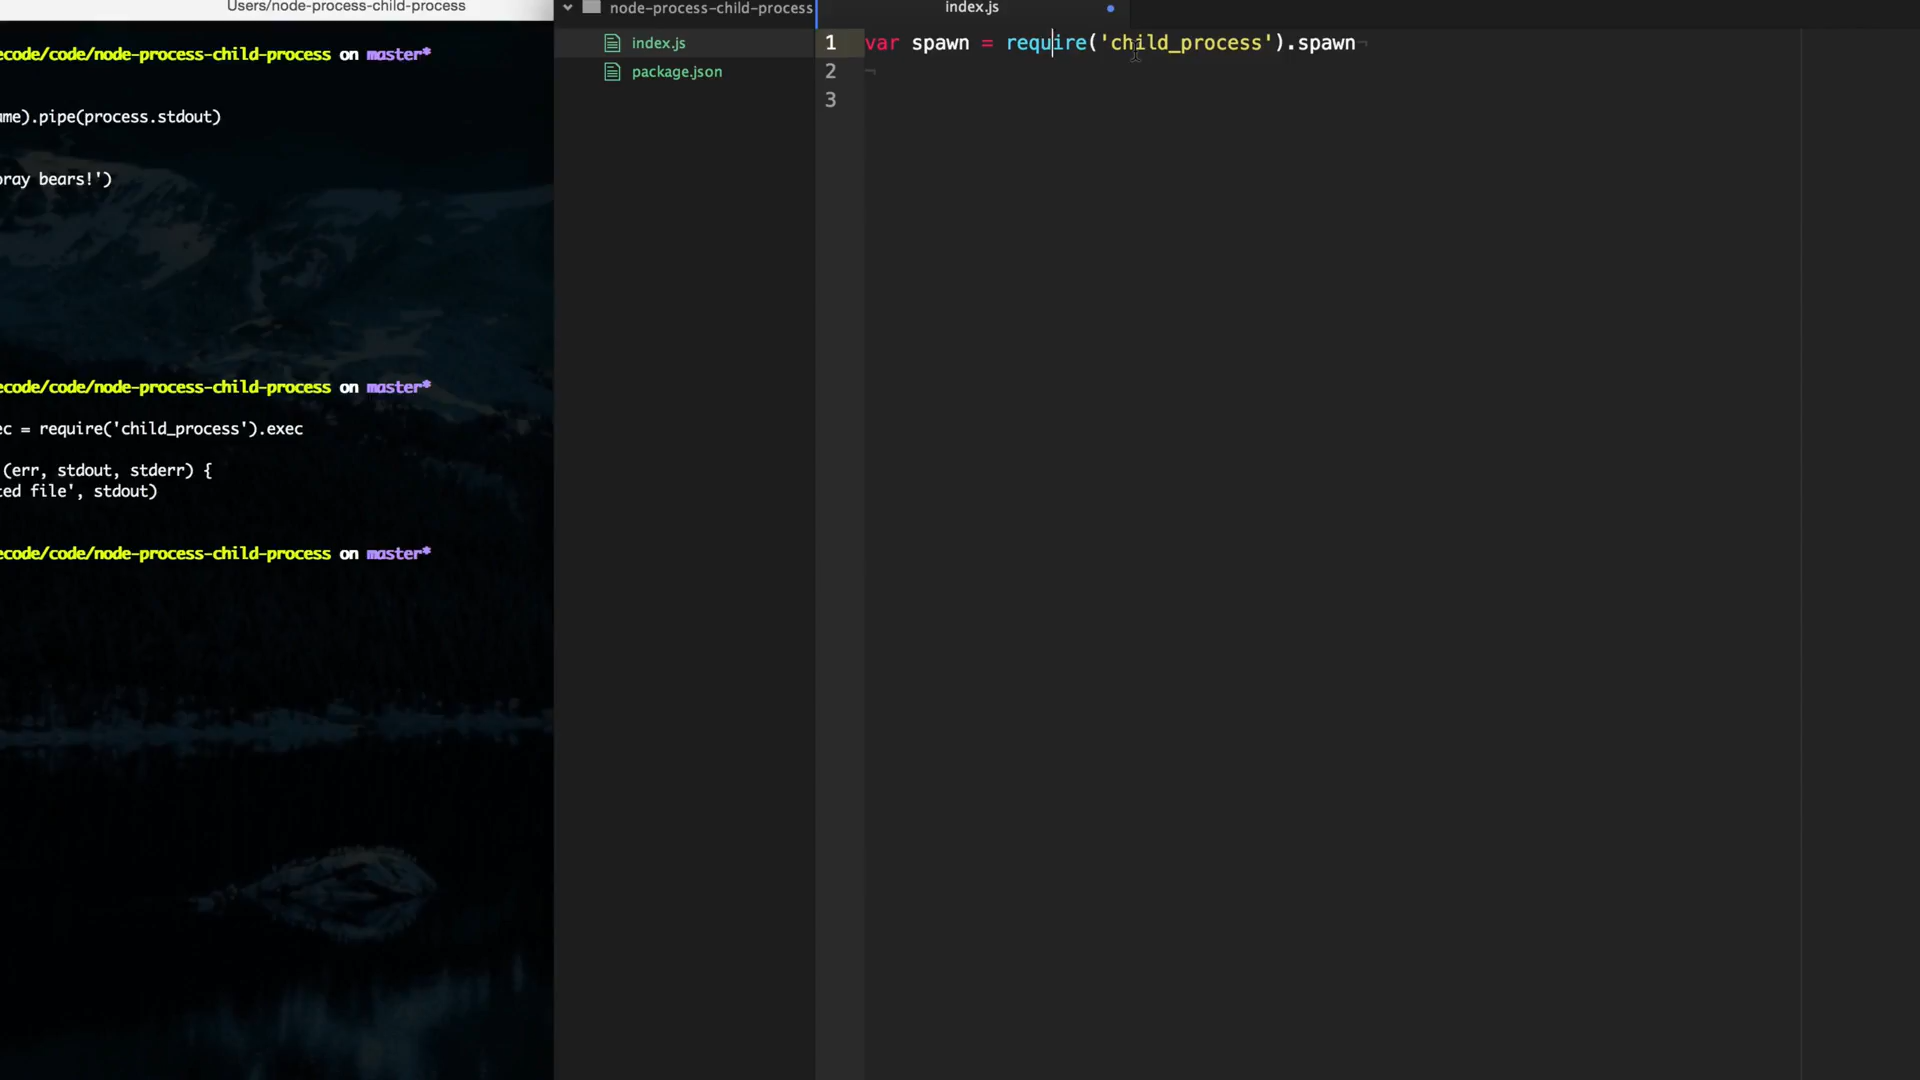 Users/node-process-child-process
ecode/code/node-process-child-process on master*
ame).pipe(process.stdout)
oray bears!')
ecode/code/node-process-child-process on master*
ec = require('child_process').exec
(err, stdout, stderr) {
ted file', stdout)
ecode/code/node-process-child-process on master*
node-process-child-process
index.js
package.json
index.js
1 var spawn = require('child_process').spawn¬
2 ¬
3